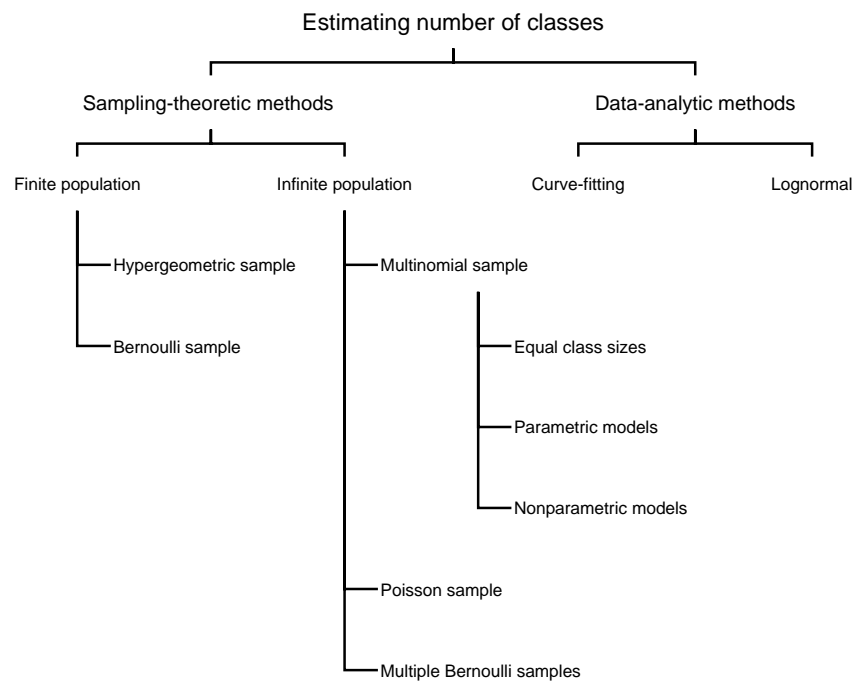 Estimating number of classes
Sampling-theoretic methods
Data-analytic methods
Finite population
Infinite population
Curve-fitting
Lognormal
Hypergeometric sample
Multinomial sample
Bernoulli sample
Equal class sizes
Parametric models
Nonparametric models
Poisson sample
Multiple Bernoulli samples